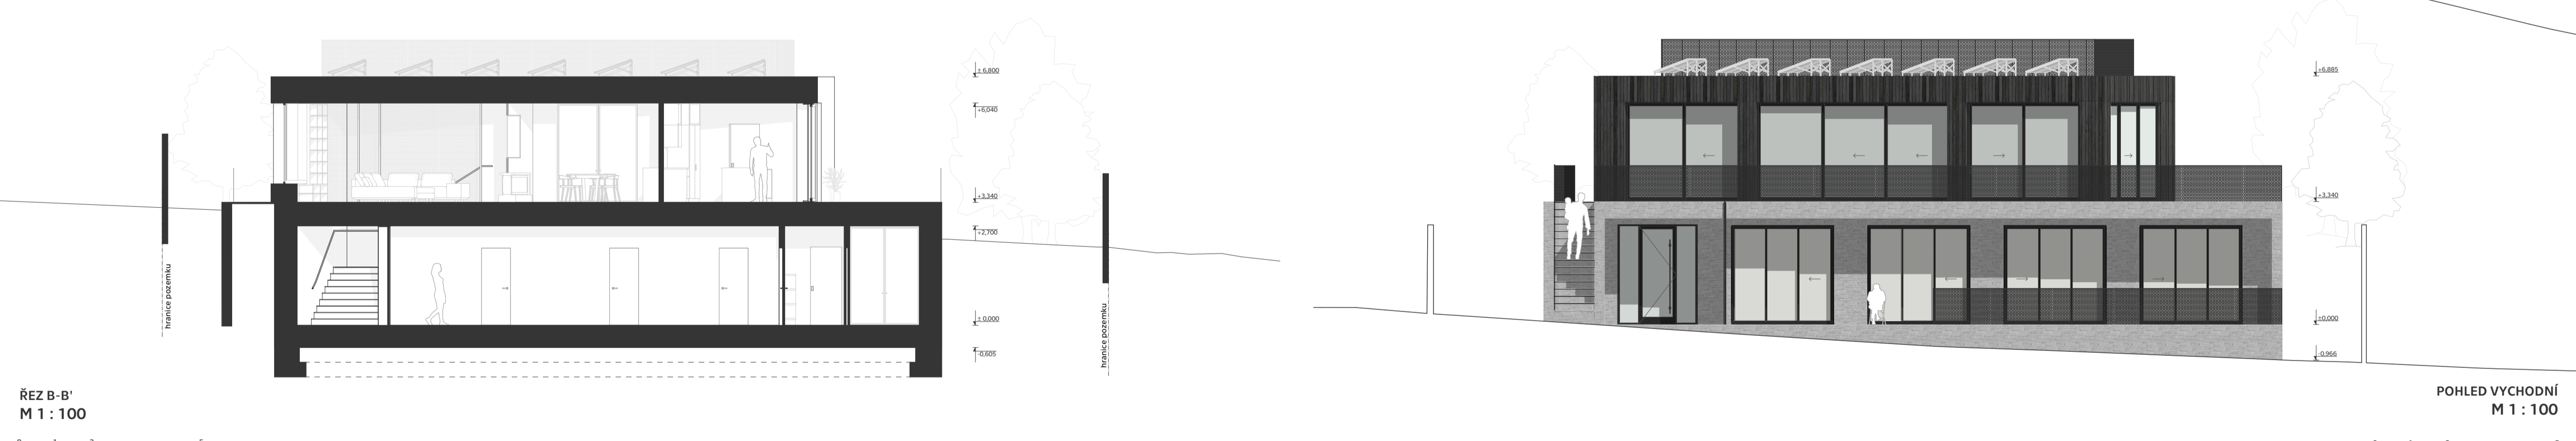 ± 6,800
+6,040
+3,340
+2,700
± 0,000
-0,605
hranice pozemku
hranice pozemku
ŘEZ B-B'
M 1 : 100
+6,885
+3,340
±0,000
-0,966
POHLED VYCHODNÍ
M 1 : 100